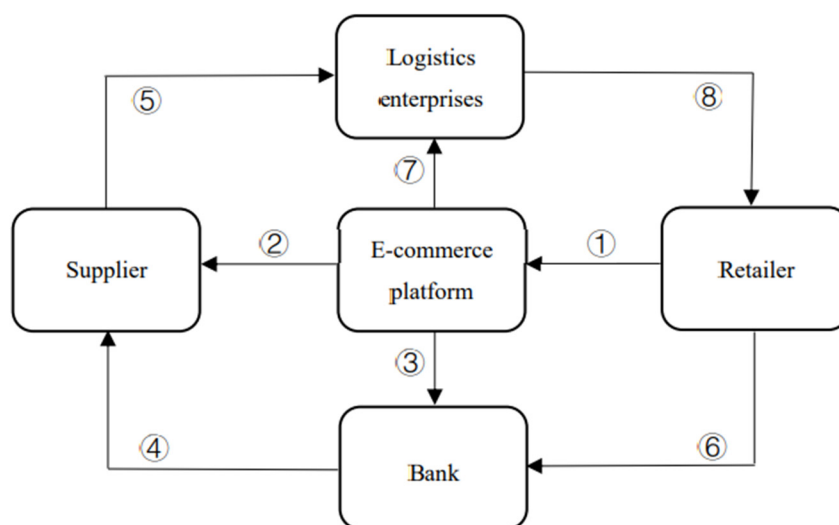 Logistics
enterprises
⑤
⑧
⑦
Supplier
②
E-commerce
platform
①
Retailer
③
④
⑥
Bank